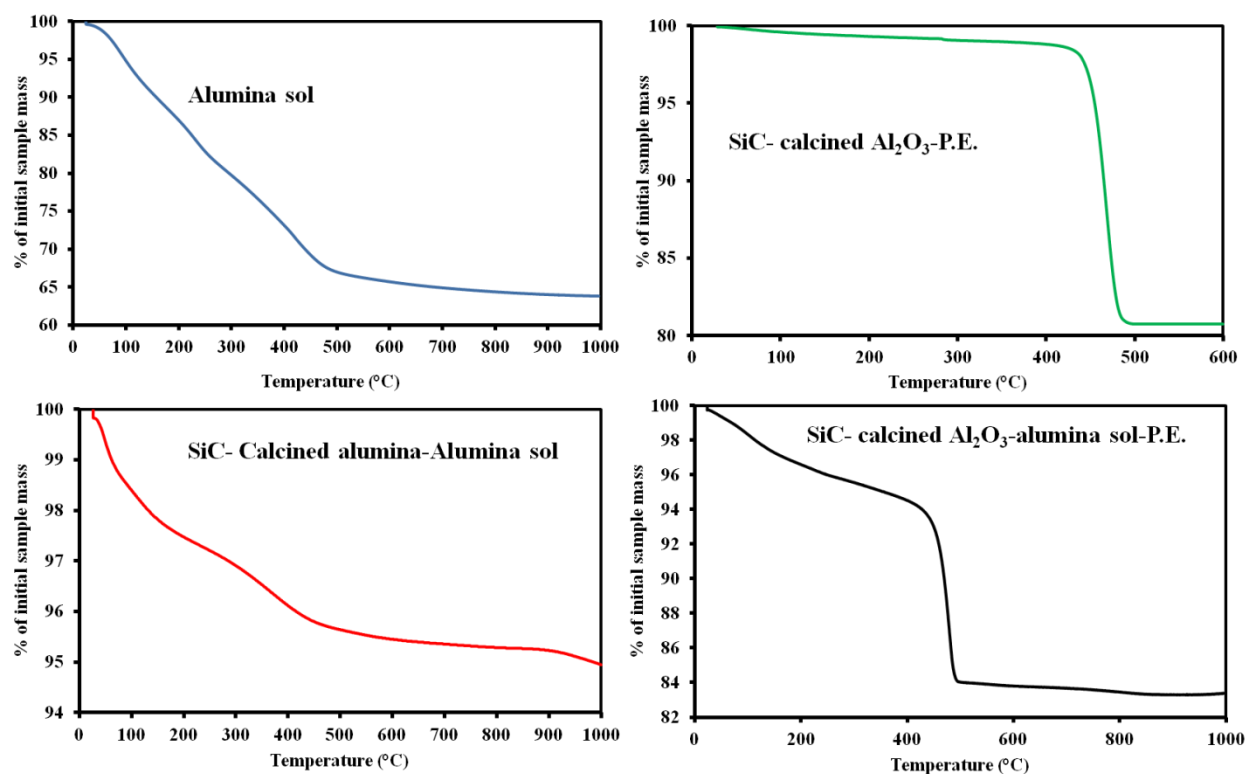 100
95
90
85
80
75
70
65
60
% of initial sample mass
Alumina sol
0 100 200 300 400 500 600 700 800 900 1000
Temperature (°C)
100
95
90
85
80
% of initial sample mass
SiC- calcined Al₂O₃-P.E.
0 100 200 300 400 500 600
Temperature (°C)
100
99
98
97
96
95
94
% of initial sample mass
SiC- Calcined alumina-Alumina sol
0 100 200 300 400 500 600 700 800 900 1000
Temperature (°C)
100
98
96
94
92
90
88
86
84
82
% of initial sample mass
SiC- calcined Al₂O₃-alumina sol-P.E.
0 200 400 600 800 1000
Temperature (°C)